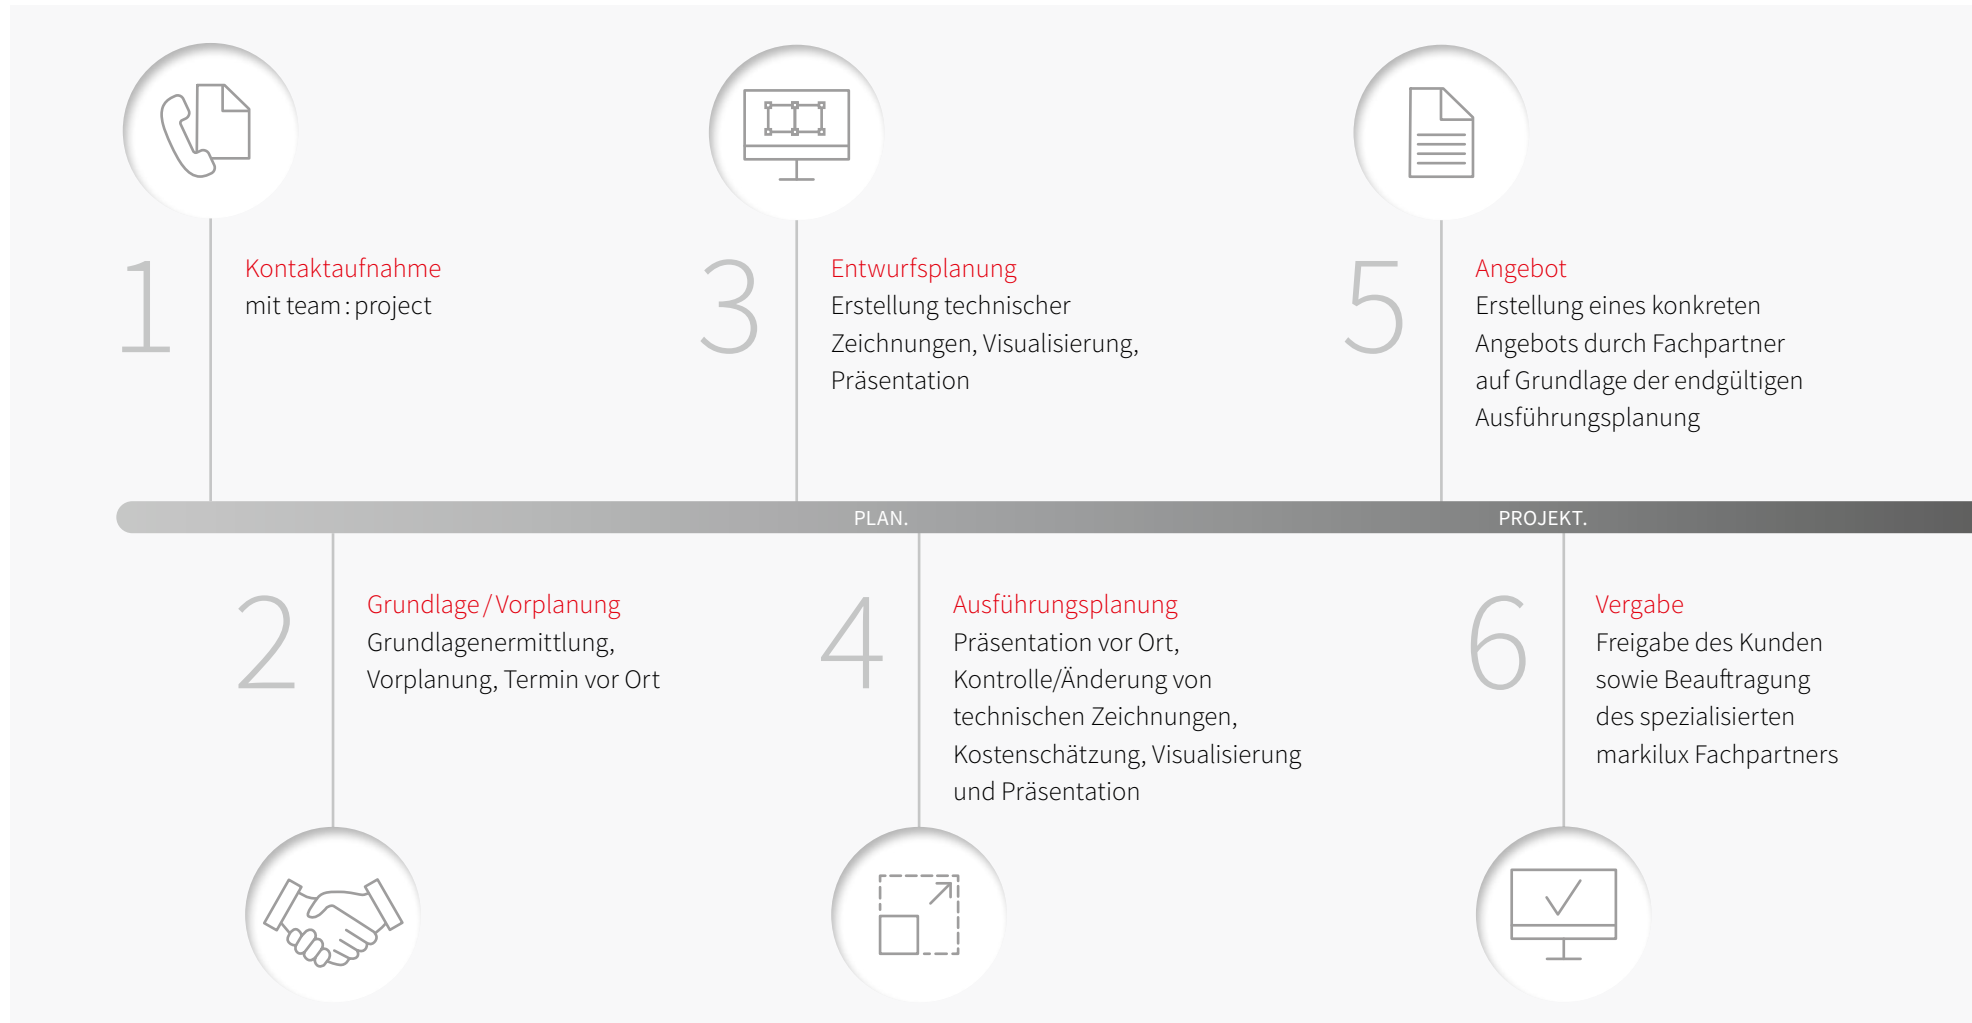 1
Kontaktaufnahme
mit team : project
3
Entwurfsplanung
Erstellung technischer
Zeichnungen, Visualisierung,
Präsentation
5
Angebot
Erstellung eines konkreten
Angebots durch Fachpartner
auf Grundlage der endgültigen
Ausführungsplanung
PLAN.
PROJEKT.
2
Grundlage / Vorplanung
Grundlagenermittlung,
Vorplanung, Termin vor Ort
4
Ausführungsplanung
Präsentation vor Ort,
Kontrolle/Änderung von
technischen Zeichnungen,
Kostenschätzung, Visualisierung
und Präsentation
6
Vergabe
Freigabe des Kunden
sowie Beauftragung
des spezialisierten
markilux Fachpartners